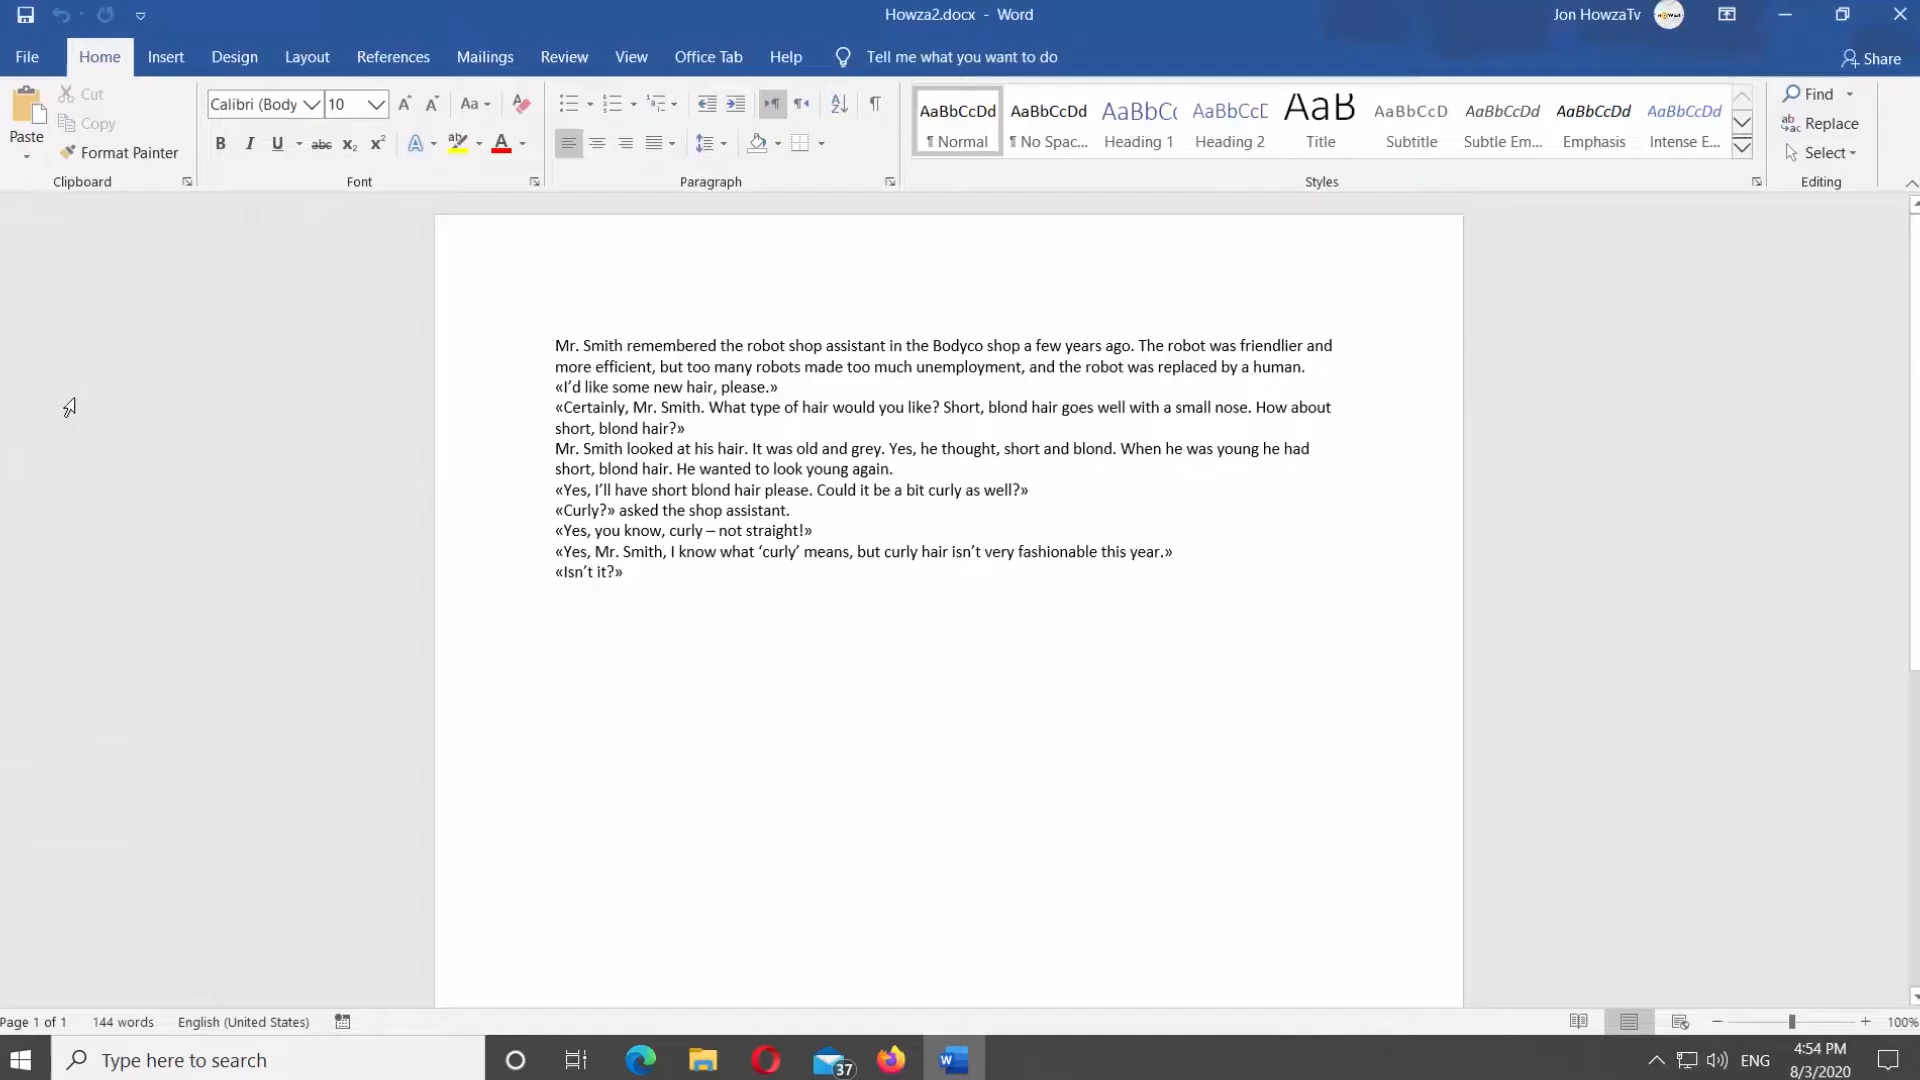 Howza2.docx - Word
Jon HowzaTv
File Home Insert Design Layout References Mailings Review View Office Tab Help Tell me what you want to do
Share
Paste
Cut
Copy
Format Painter
Clipboard
Calibri (Body 10
Font
Paragraph
AaBbCcDd AaBbCcDd AaBbC AaBbCcD AaB AaBbCcD AaBbCcDd AaBbCcDd AaBbCcDd
¶ Normal ¶ No Spac... Heading 1 Heading 2 Title Subtitle Subtle Em... Emphasis Intense E...
Styles
Find
Replace
Select
Editing
Mr. Smith remembered the robot shop assistant in the Bodyco shop a few years ago. The robot was friendlier and
more efficient, but too many robots made too much unemployment, and the robot was replaced by a human.
«I’d like some new hair, please.»
«Certainly, Mr. Smith. What type of hair would you like? Short, blond hair goes well with a small nose. How about
short, blond hair?»
Mr. Smith looked at his hair. It was old and grey. Yes, he thought, short and blond. When he was young he had
short, blond hair. He wanted to look young again.
«Yes, I’ll have short blond hair please. Could it be a bit curly as well?»
«Curly?» asked the shop assistant.
«Yes, you know, curly – not straight!»
«Yes, Mr. Smith, I know what ‘curly’ means, but curly hair isn’t very fashionable this year.»
«Isn’t it?»
Page 1 of 1 144 words English (United States) 100%
Type here to search
37
ENG
4:54 PM
8/3/2020